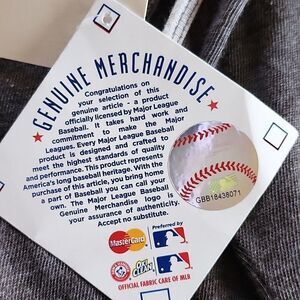 GENUINE MERCHANDISE
Congratulations on
your selection of this
genuine article - a product
officially licensed by Major League
Baseball. It takes hard work and
commitment to make the Major
Leagues. Every Major League Baseball
product is designed and crafted to
meet the highest standards of quality
and performance. This product represents
America's long baseball heritage. With the
purchase of this article, you bring home
a part of Baseball you can call your
own. The Major League Baseball
Genuine Merchandise logo is
your assurance of authenticity.
Accept no substitute.
GBB18438071
Preferred by
MasterCard
OXI CLEAN
OFFICIAL FABRIC CARE OF MLB